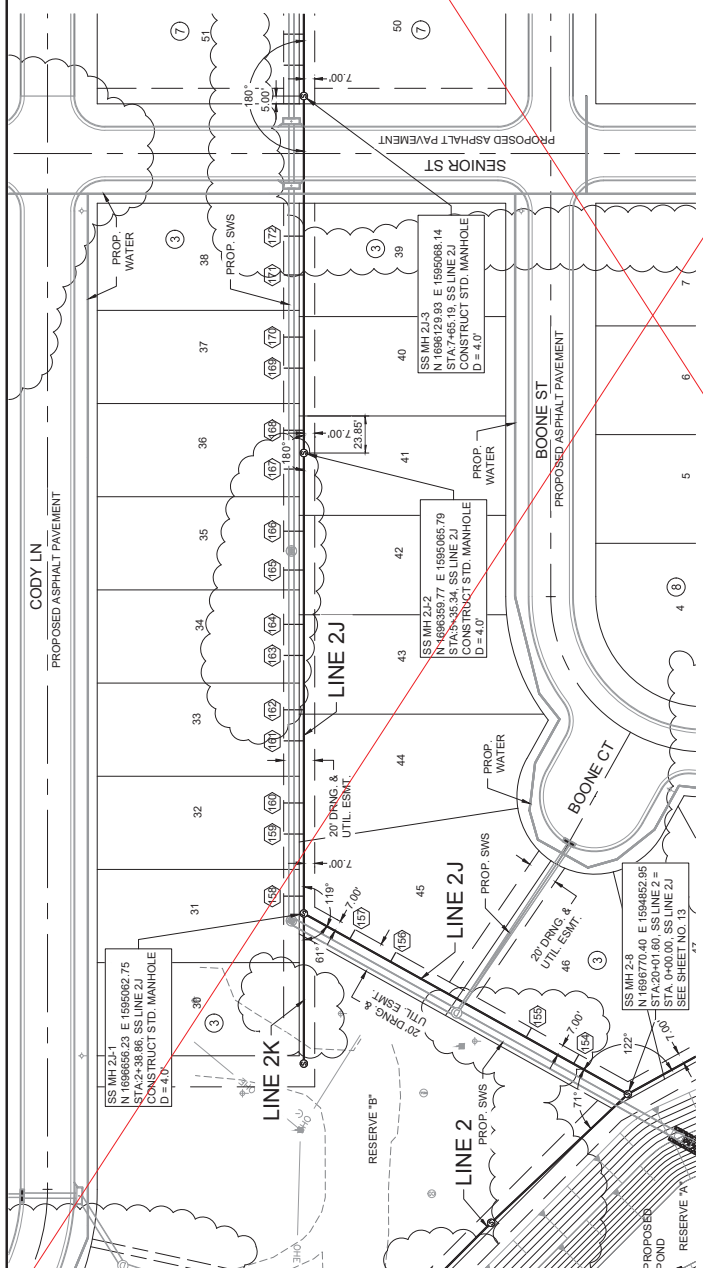 CODY LN
PROPOSED ASPHALT PAVEMENT
PROP.
WATER
SENIOR ST
PROPOSED ASPHALT PAVEMENT
BOONE ST
PROPOSED ASPHALT PAVEMENT
PROP.
WATER
BOONE CT
PROP.
WATER
7
51
50
7
180°
5.00'
7.00'
3
38
PROP. SWS
3
39
37
40
36
41
35
42
34
43
33
44
32
31
45
30
3
46
3
47
7
6
5
4
8
172
171
170
169
168
167
166
165
164
163
162
161
160
159
158
157
156
155
154
180°
7.00'
23.85'
SS MH 2J-3
N 1696129.93 E 1595068.14
STA:7+65.19, SS LINE 2J
CONSTRUCT STD. MANHOLE
D = 4.0'
SS MH 2J-2
N 1696359.77 E 1595065.79
STA:5+35.34, SS LINE 2J
CONSTRUCT STD. MANHOLE
D = 4.0'
SS MH 2J-1
N 1696656.23 E 1595062.75
STA:2+38.86, SS LINE 2J
CONSTRUCT STD. MANHOLE
D = 4.0'
SS MH 2-8
N 1696770.40 E 1594852.95
STA:20+01.60, SS LINE 2 =
STA. 0+00.00, SS LINE 2J
SEE SHEET NO. 13
LINE 2J
20' DRNG. &
UTIL. ESMT.
7.00'
119°
61°
7.00'
LINE 2K
20' DRNG. &
UTIL. ESMT.
LINE 2J
PROP. SWS
20' DRNG. &
UTIL. ESMT.
7.00'
122°
71°
7.00'
LINE 2
PROP. SWS
RESERVE "B"
OHE
PROPOSED
POND
RESERVE "A"